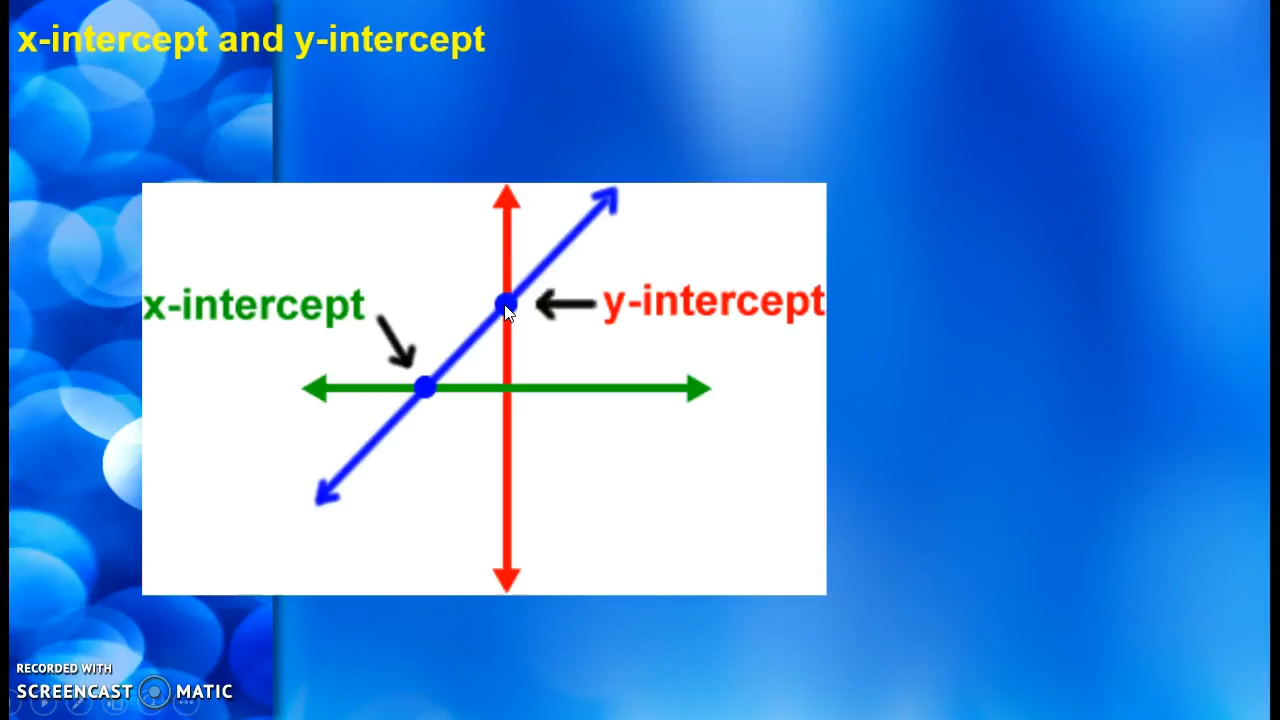 x-intercept and y-intercept
x-intercept
y-intercept
RECORDED WITH
SCREENCAST MATIC